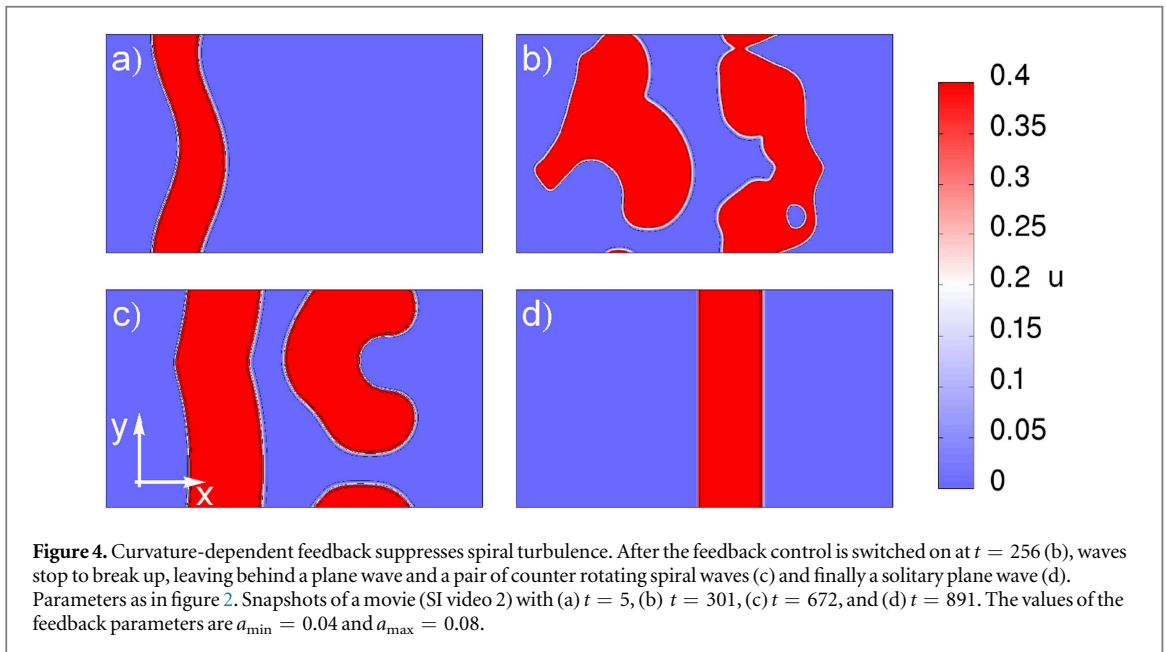 a)
b)
c)
d)
y
x
0.4
0.35
0.3
0.25
0.2
u
0.15
0.1
0.05
0
Figure 4. Curvature-dependent feedback suppresses spiral turbulence. After the feedback control is switched on at t = 256 (b), waves
stop to break up, leaving behind a plane wave and a pair of counter rotating spiral waves (c) and finally a solitary plane wave (d).
Parameters as in figure 2. Snapshots of a movie (SI video 2) with (a) t = 5, (b) t = 301, (c) t = 672, and (d) t = 891. The values of the
feedback parameters are a_min = 0.04 and a_max = 0.08.